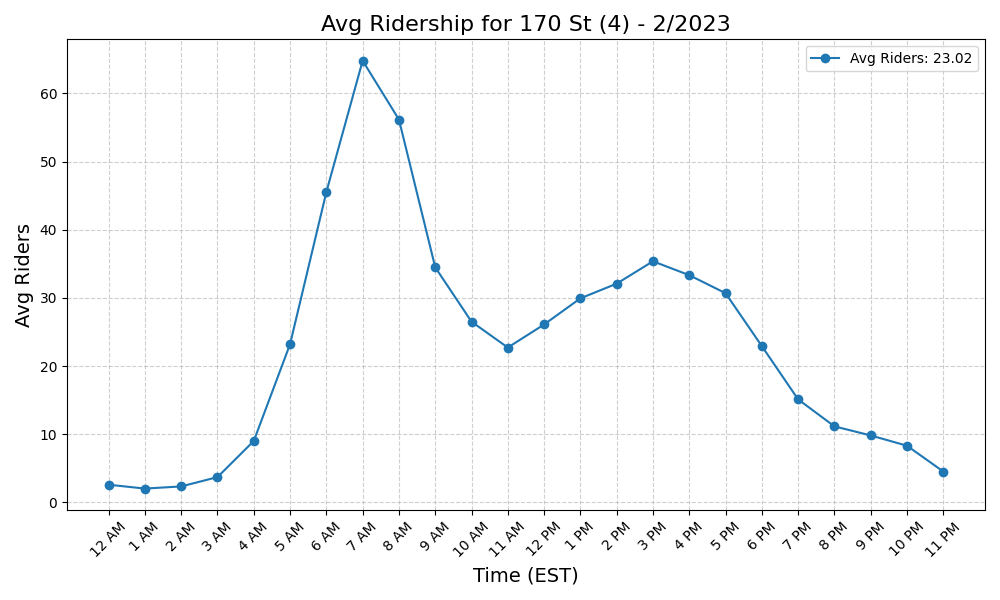 Avg Ridership for 170 St (4) - 2/2023
Avg Riders: 23.02
Avg Riders
60
50
40
30
20
10
0
12 AM
1 AM
2 AM
3 AM
4 AM
5 AM
6 AM
7 AM
8 AM
9 AM
10 AM
11 AM
12 PM
1 PM
2 PM
3 PM
4 PM
5 PM
6 PM
7 PM
8 PM
9 PM
10 PM
11 PM
Time (EST)